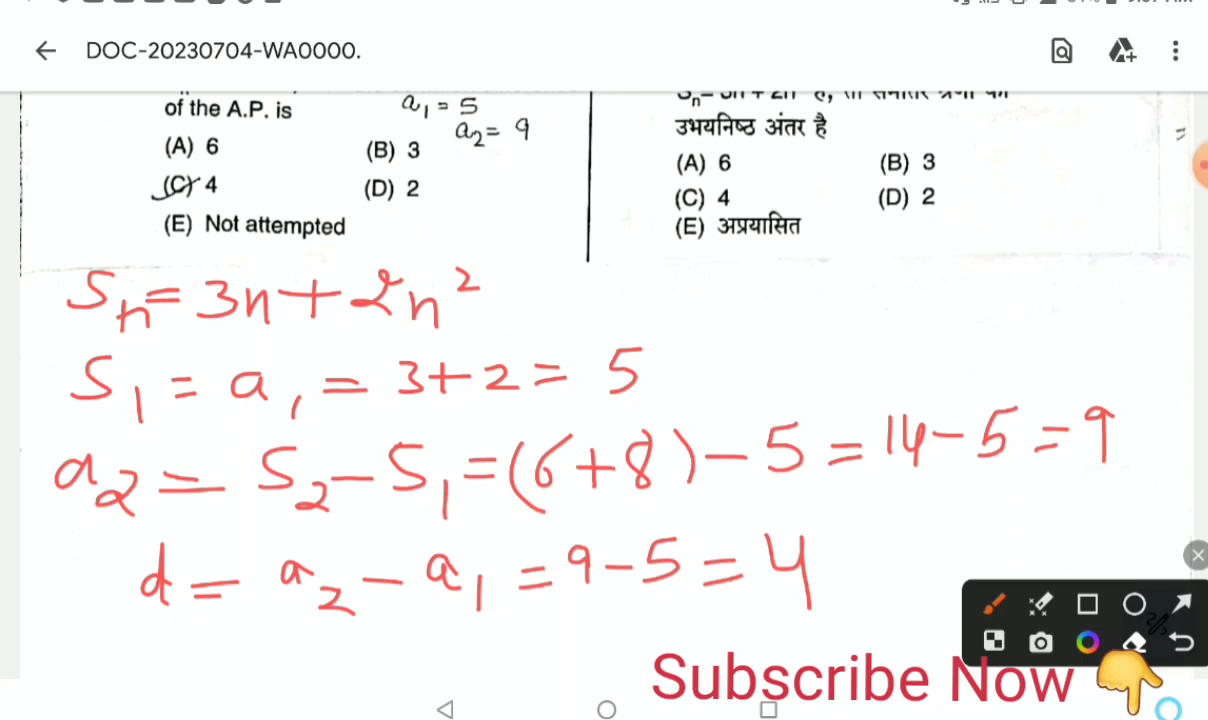 DOC-20230704-WA0000.
of the A.P. is
a₁ = 5
a₂ = 9
(A) 6
(B) 3
(C) 4
(D) 2
(E) Not attempted
उभयनिष्ठ अंतर है
(A) 6
(B) 3
(C) 4
(D) 2
(E) अप्रयासित
Sₙ = 3n + 2n²
S₁ = a₁ = 3+2 = 5
a₂ = S₂ - S₁ = (6+8) - 5 = 14 - 5 = 9
d = a₂ - a₁ = 9 - 5 = 4
Subscribe Now